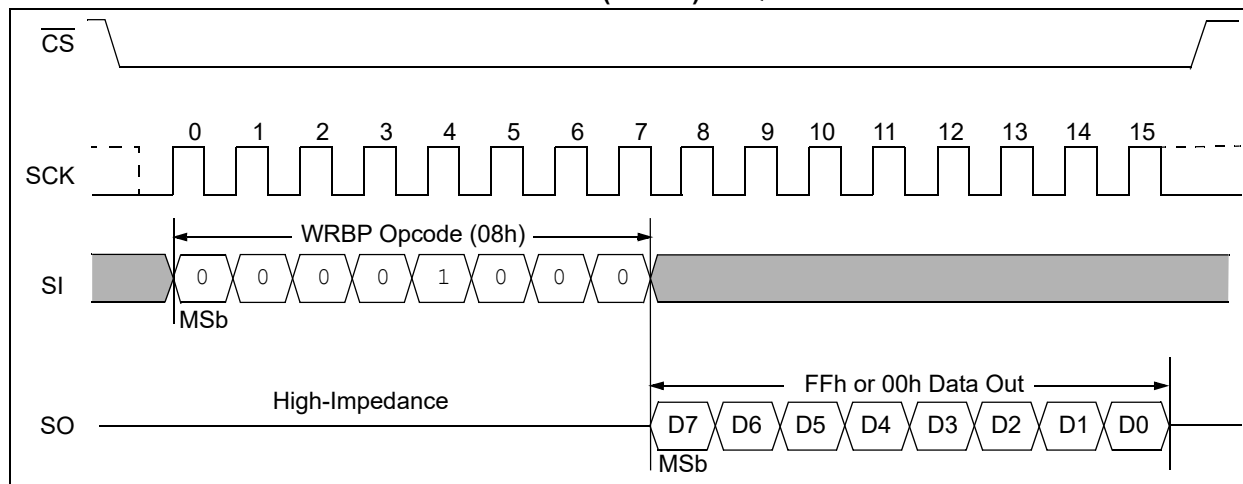 CS
0 1 2 3 4 5 6 7 8 9 10 11 12 13 14 15
SCK
WRBP Opcode (08h)
SI 0 0 0 0 1 0 0 0
MSb
FFh or 00h Data Out
High-Impedance
SO D7 D6 D5 D4 D3 D2 D1 D0
MSb